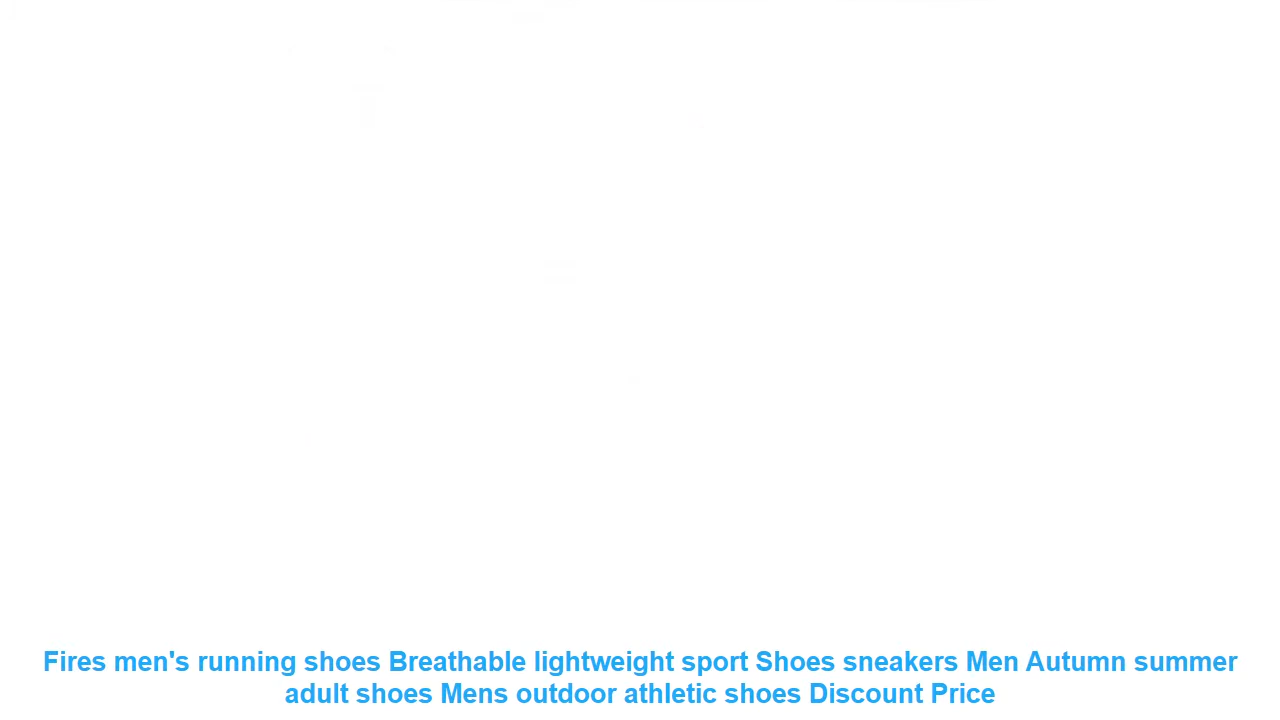 Fires men's running shoes Breathable lightweight sport Shoes sneakers Men Autumn summer
adult shoes Mens outdoor athletic shoes Discount Price